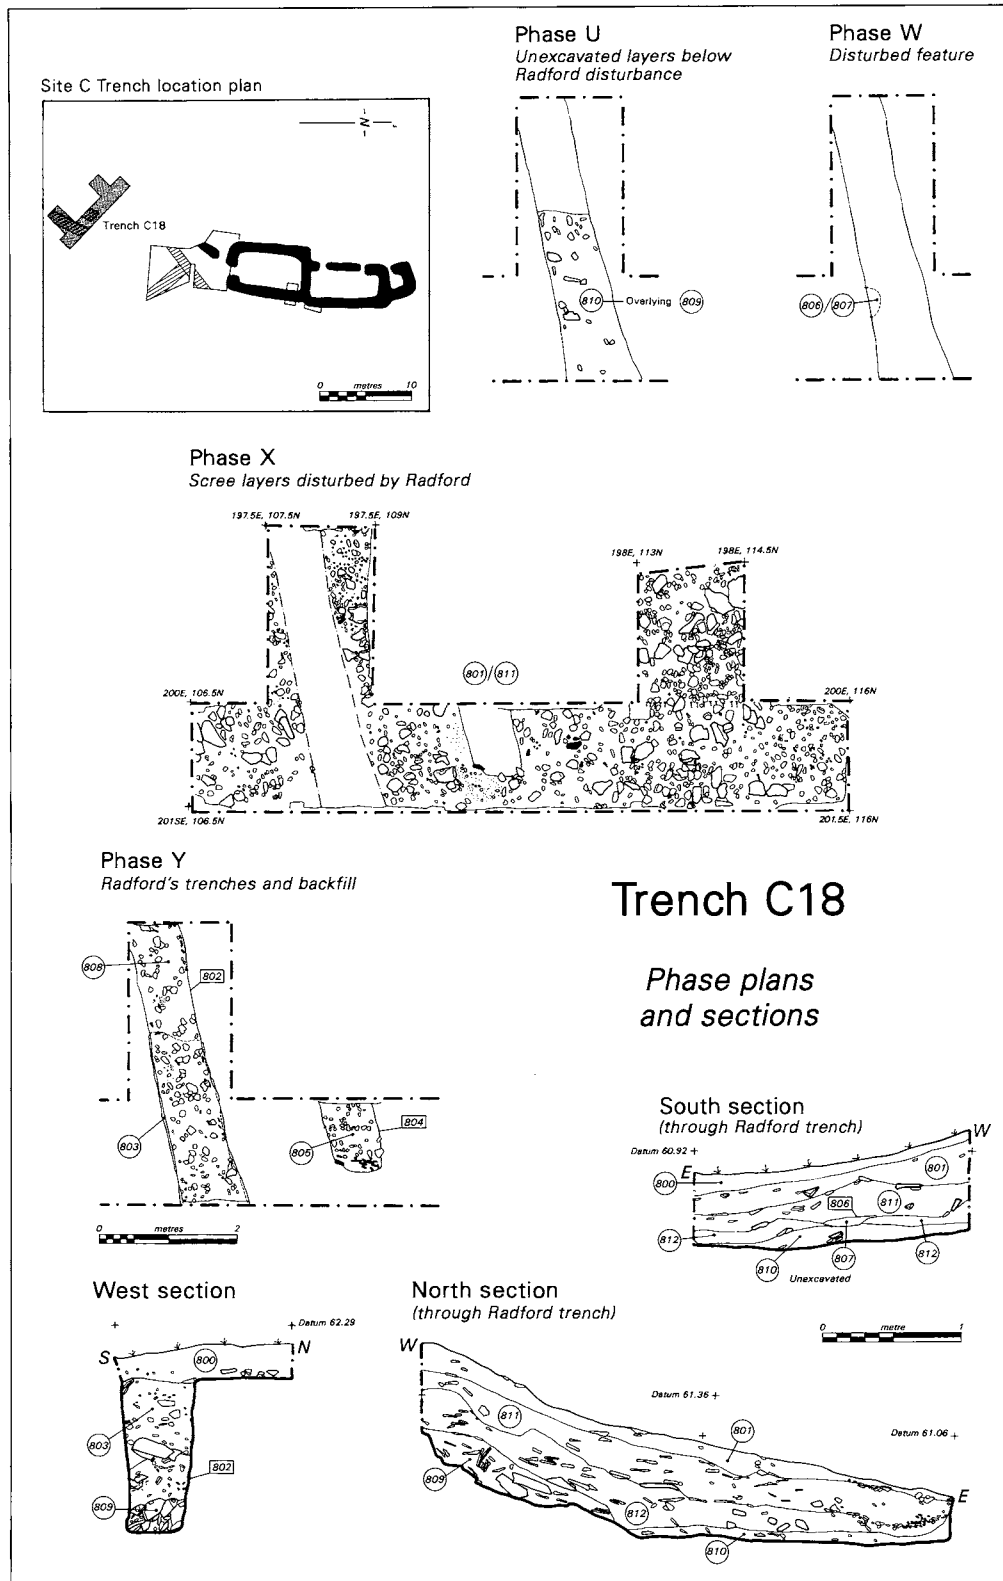 Site C Trench location plan
N
Trench C18
0 metres 10
Phase U
Unexcavated layers below
Radford disturbance
810 Overlying 809
Phase W
Disturbed feature
806/807
Phase X
Scree layers disturbed by Radford
197.5E, 107.5N
197.5E, 109N
198E, 113N
198E, 114.5N
801/811
200E, 106.5N
200E, 116N
201SE, 106.5N
201.5E, 116N
Phase Y
Radford's trenches and backfill
808
802
803
805
804
0 metres 2
Trench C18
Phase plans
and sections
South section
(through Radford trench)
W
Datum 60.92
E
800
801
811
806
812
810
807
812
Unexcavated
0 metre 1
West section
Datum 62.29
S
N
800
803
802
809
North section
(through Radford trench)
W
Datum 61.36
811
801
Datum 61.06
809
E
812
810